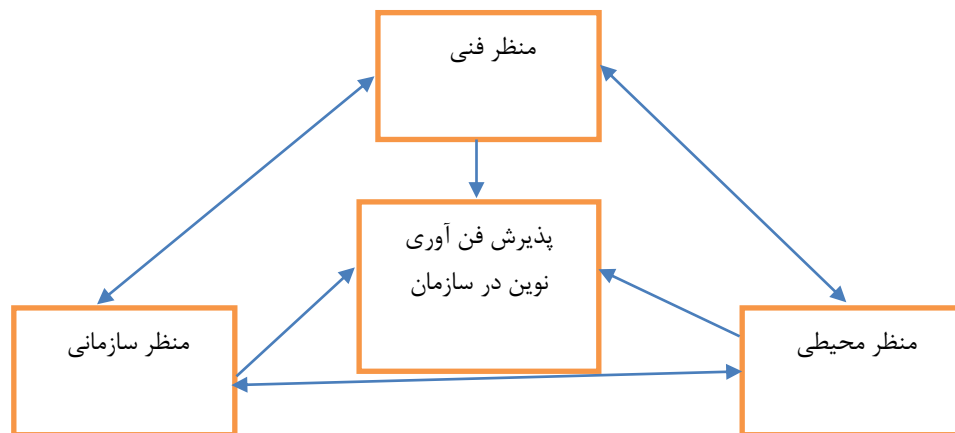 منظر فنی
پذیرش فن آوری
نوین در سازمان
منظر محیطی
منظر سازمانی